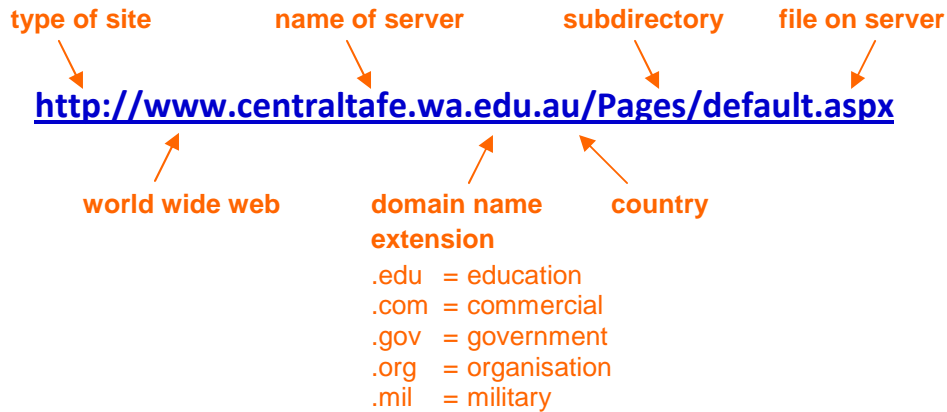 type of site name of server subdirectory file on server
http://www.centraltafe.wa.edu.au/Pages/default.aspx
world wide web domain name country
extension
.edu = education
.com = commercial
.gov = government
.org = organisation
.mil = military